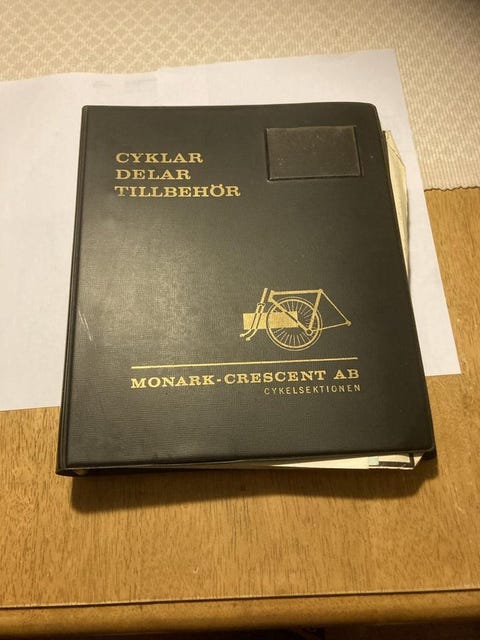 CYKLAR
DELAR
TILLBEHÖR
MONARK-CRESCENT AB
CYKELSEKTIONEN